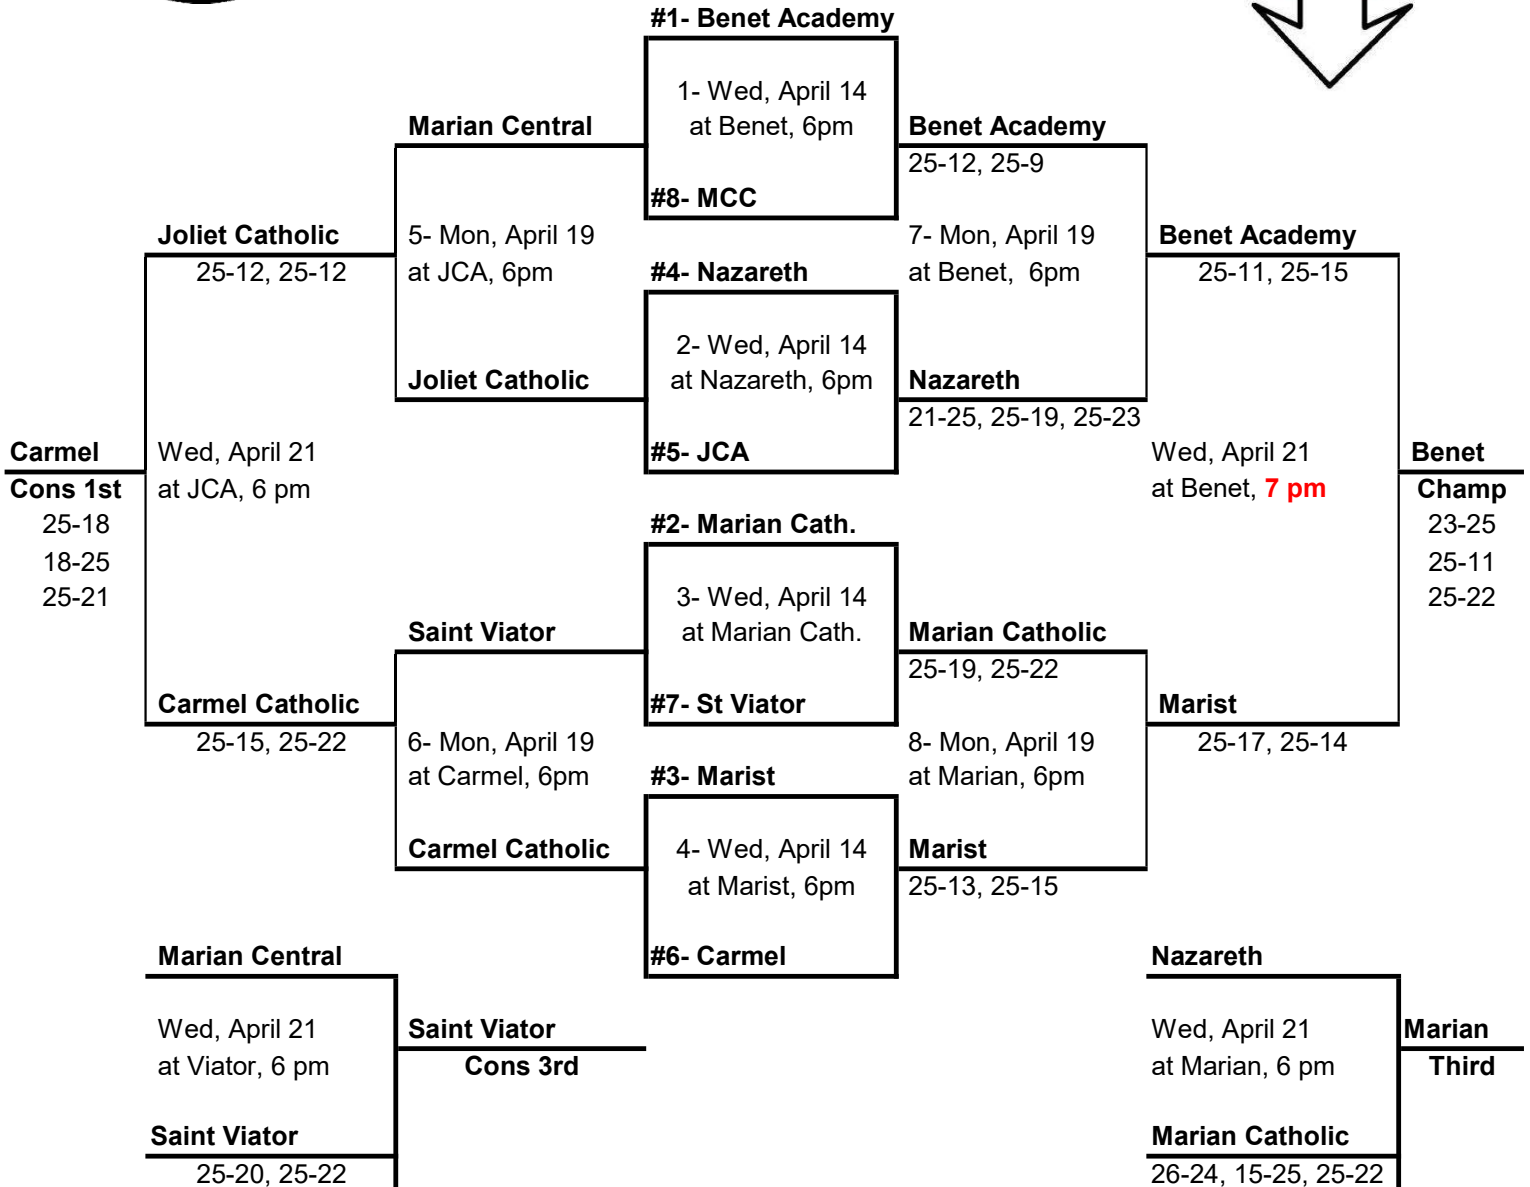 #1- Benet Academy
1- Wed, April 14
at Benet, 6pm
Marian Central
Benet Academy
25-12, 25-9
#8- MCC
Joliet Catholic
5- Mon, April 19
7- Mon, April 19
Benet Academy
25-12, 25-12
at JCA, 6pm
#4- Nazareth
at Benet,  6pm
25-11, 25-15
2- Wed, April 14
at Nazareth, 6pm
Joliet Catholic
Nazareth
21-25, 25-19, 25-23
Carmel
Wed, April 21
#5- JCA
Wed, April 21
Benet
Cons 1st
at JCA, 6 pm
at Benet, 7 pm
Champ
25-18
#2- Marian Cath.
23-25
18-25
25-11
25-21
3- Wed, April 14
25-22
at Marian Cath.
Saint Viator
Marian Catholic
25-19, 25-22
Carmel Catholic
#7- St Viator
Marist
25-15, 25-22
6- Mon, April 19
8- Mon, April 19
25-17, 25-14
at Carmel, 6pm
#3- Marist
at Marian, 6pm
Carmel Catholic
4- Wed, April 14
Marist
at Marist, 6pm
25-13, 25-15
Marian Central
#6- Carmel
Nazareth
Wed, April 21
Saint Viator
Wed, April 21
Marian
at Viator, 6 pm
Cons 3rd
at Marian, 6 pm
Third
Saint Viator
Marian Catholic
25-20, 25-22
26-24, 15-25, 25-22